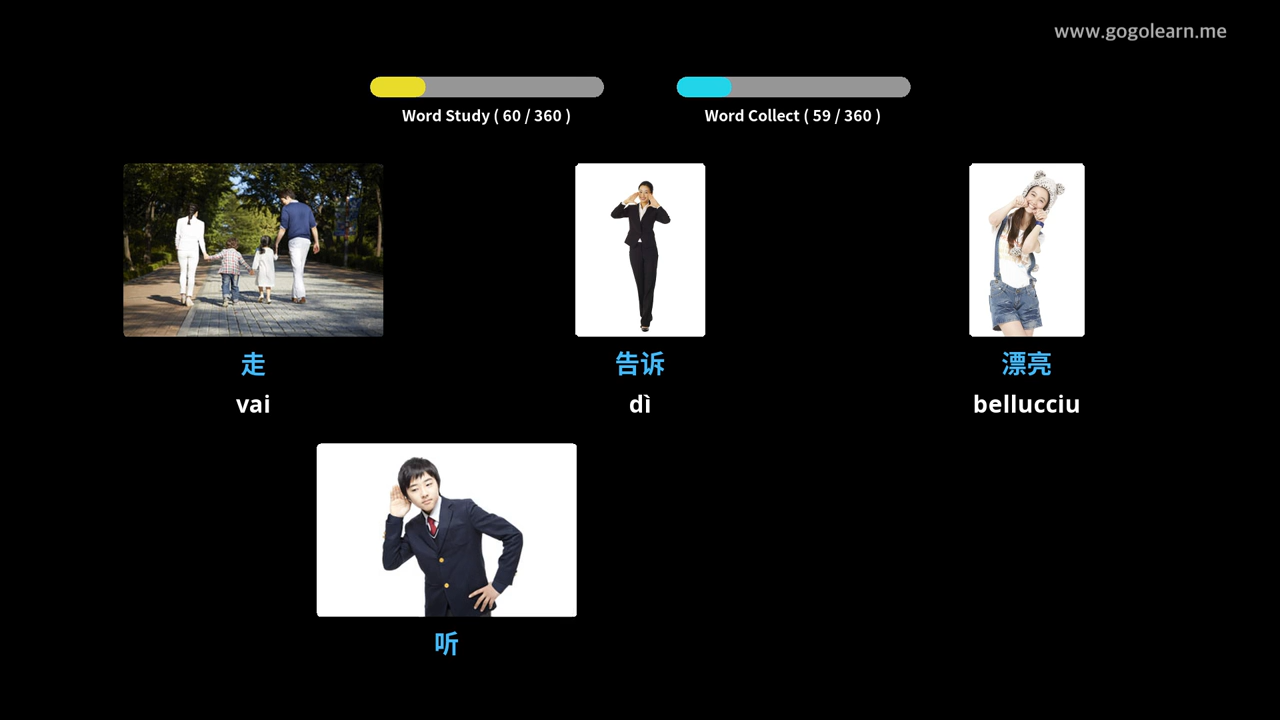 www.gogolearn.me
Word Study ( 60 / 360 )
Word Collect ( 59 / 360 )
走
告诉
漂亮
vai
dì
bellucciu
听